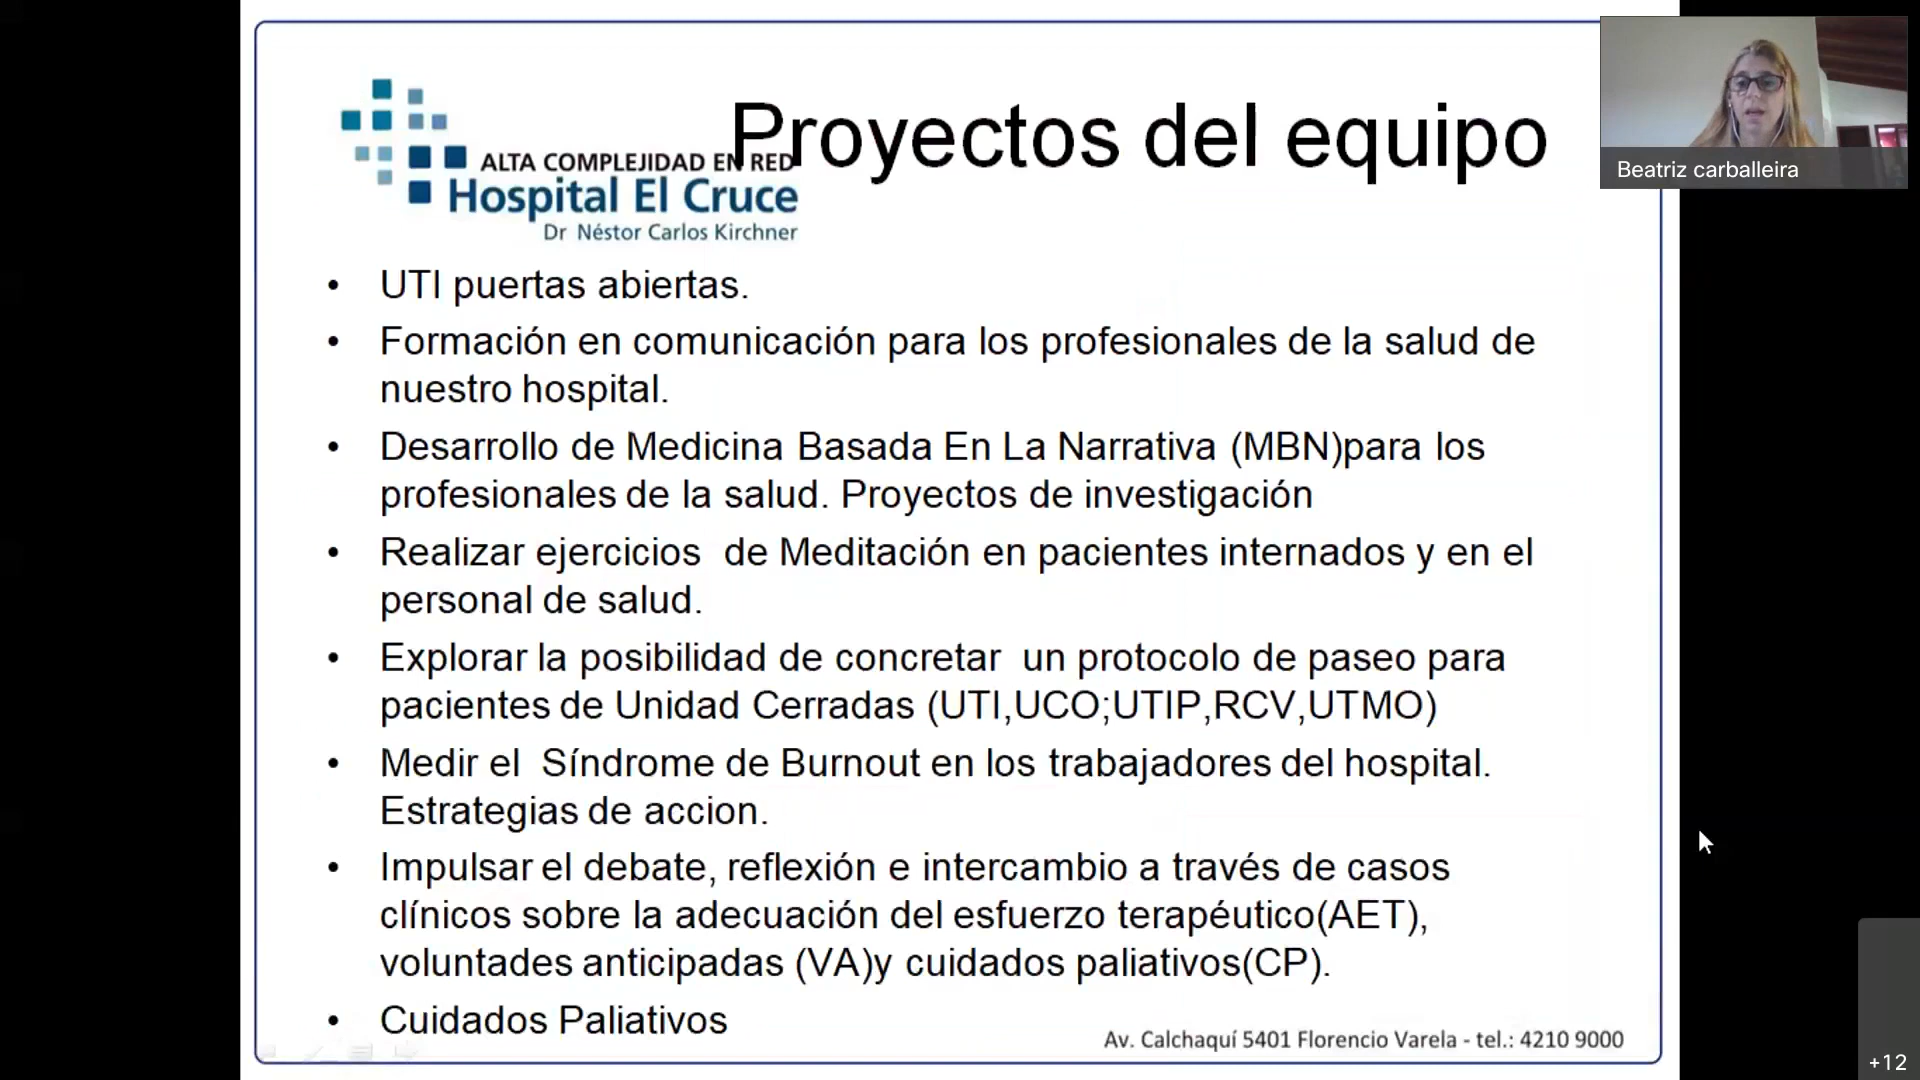 Proyectos del equipo
ALTA COMPLEJIDAD EN RED
Hospital El Cruce
Dr Néstor Carlos Kirchner
Beatriz carballeira
• UTI puertas abiertas.
• Formación en comunicación para los profesionales de la salud de
nuestro hospital.
• Desarrollo de Medicina Basada En La Narrativa (MBN)para los
profesionales de la salud. Proyectos de investigación
• Realizar ejercicios  de Meditación en pacientes internados y en el
personal de salud.
• Explorar la posibilidad de concretar  un protocolo de paseo para
pacientes de Unidad Cerradas (UTI,UCO;UTIP,RCV,UTMO)
• Medir el  Síndrome de Burnout en los trabajadores del hospital.
Estrategias de accion.
• Impulsar el debate, reflexión e intercambio a través de casos
clínicos sobre la adecuación del esfuerzo terapéutico(AET),
voluntades anticipadas (VA)y cuidados paliativos(CP).
• Cuidados Paliativos
Av. Calchaquí 5401 Florencio Varela - tel.: 4210 9000
+12